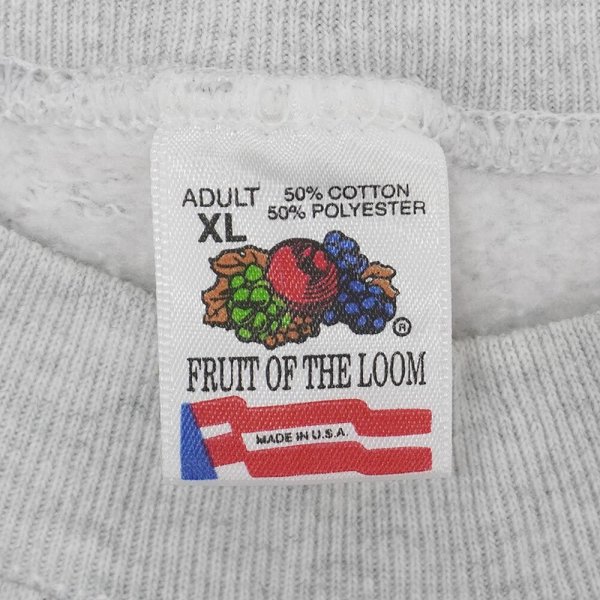 ADULT 50% COTTON
XL 50% POLYESTER
®
FRUIT OF THE LOOM
MADE IN U.S.A.